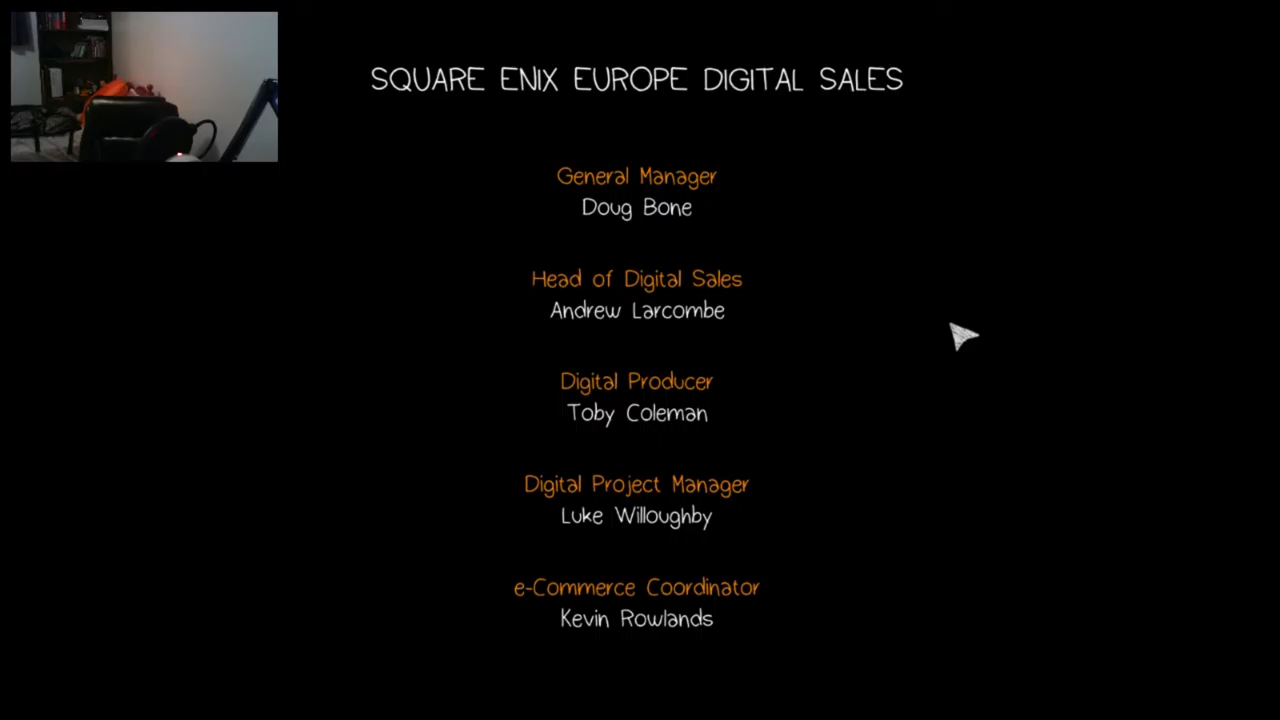 SQUARE ENIX EUROPE DIGITAL SALES
General Manager
Doug Bone
Head of Digital Sales
Andrew Larcombe
Digital Producer
Toby Coleman
Digital Project Manager
Luke Willoughby
e-Commerce Coordinator
Kevin Rowlands